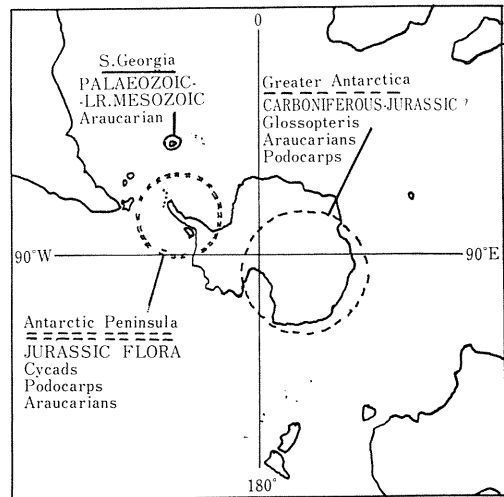 0
S.Georgia
PALAEOZOIC-
-LR.MESOZOIC
Araucarian
Greater Antarctica
CARBONIFEROUS-JURASSIC
Glossopteris
Araucarians
Podocarps
90°W
90°E
Antarctic Peninsula
JURASSIC FLORA
Cycads
Podocarps
Araucarians
180°